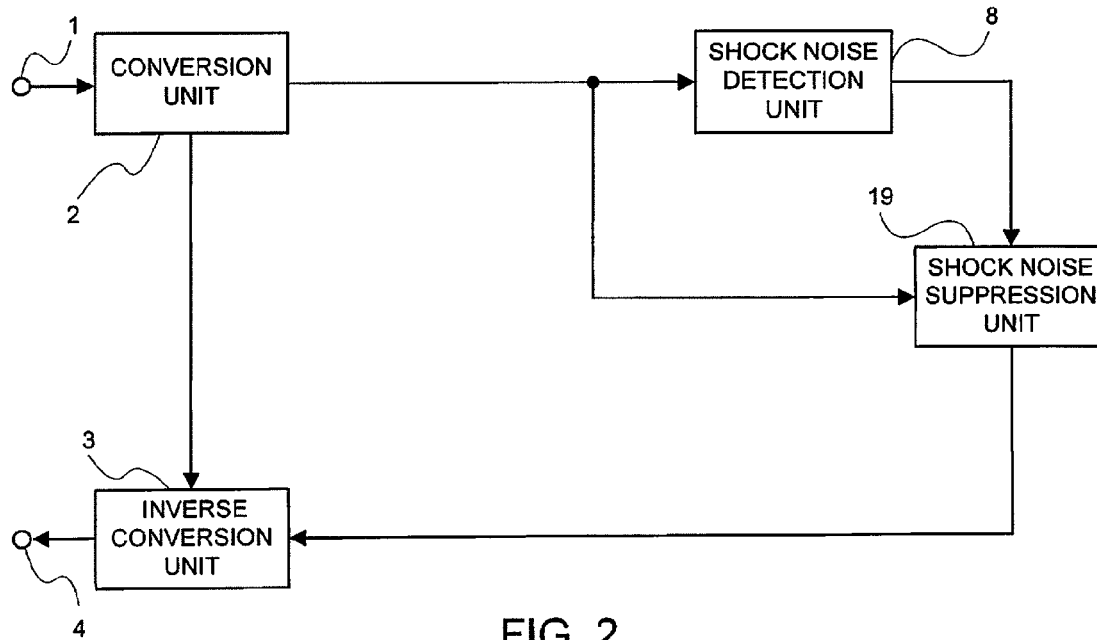 1
CONVERSION
UNIT
2
SHOCK NOISE
DETECTION
UNIT
8
19
SHOCK NOISE
SUPPRESSION
UNIT
3
INVERSE
CONVERSION
UNIT
4
FIG. 2